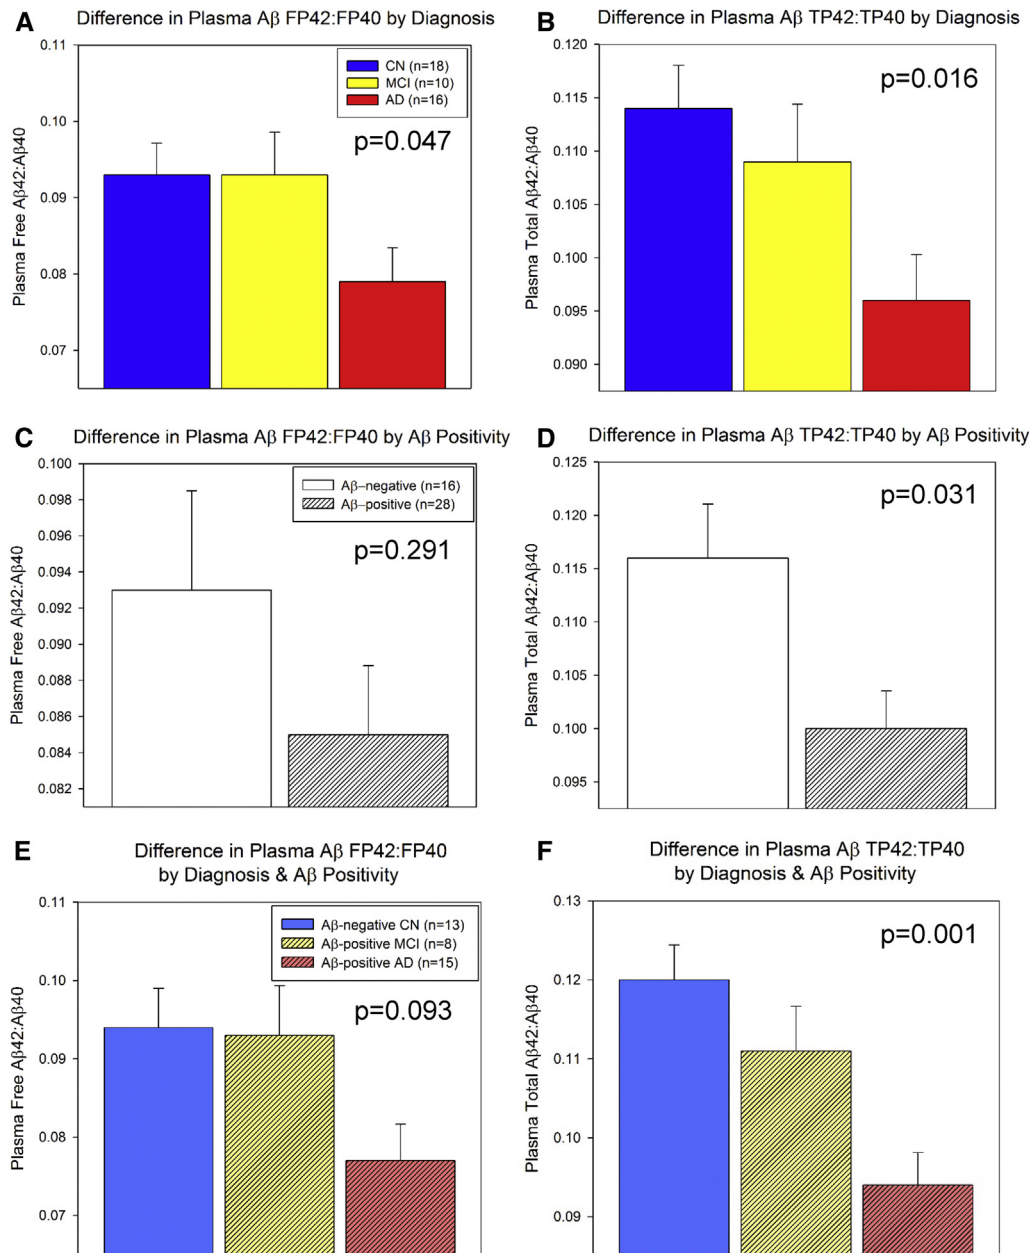 A
Difference in Plasma Aβ FP42:FP40 by Diagnosis
0.11
0.10
0.09
0.08
0.07
Plasma Free Aβ42:Aβ40
CN (n=18)
MCI (n=10)
AD (n=16)
p=0.047
B
Difference in Plasma Aβ TP42:TP40 by Diagnosis
0.120
0.115
0.110
0.105
0.100
0.095
0.090
Plasma Total Aβ42:Aβ40
p=0.016
C
Difference in Plasma Aβ FP42:FP40 by Aβ Positivity
0.100
0.098
0.096
0.094
0.092
0.090
0.088
0.086
0.084
0.082
Plasma Free Aβ42:Aβ40
Aβ–negative (n=16)
Aβ–positive (n=28)
p=0.291
D
Difference in Plasma Aβ TP42:TP40 by Aβ Positivity
0.125
0.120
0.115
0.110
0.105
0.100
0.095
Plasma Total Aβ42:Aβ40
p=0.031
E
Difference in Plasma Aβ FP42:FP40
by Diagnosis & Aβ Positivity
0.11
0.10
0.09
0.08
0.07
Plasma Free Aβ42:Aβ40
Aβ-negative CN (n=13)
Aβ-positive MCI (n=8)
Aβ-positive AD (n=15)
p=0.093
F
Difference in Plasma Aβ TP42:TP40
by Diagnosis & Aβ Positivity
0.13
0.12
0.11
0.10
0.09
Plasma Total Aβ42:Aβ40
p=0.001